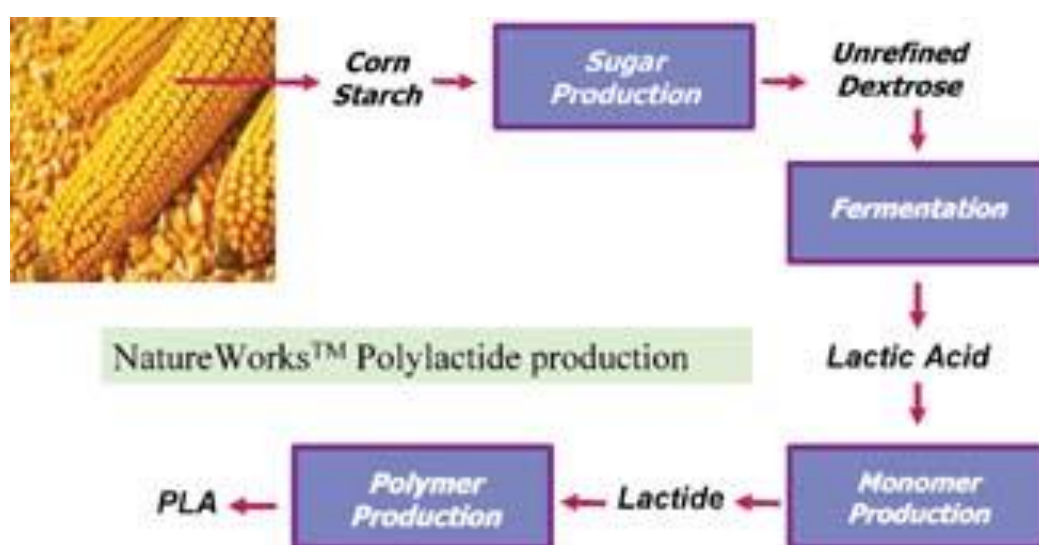 Corn
Starch
Sugar
Production
Unrefined
Dextrose
Fermentation
NatureWorks™ Polylactide production
Lactic Acid
PLA
Polymer
Production
Lactide
Monomer
Production